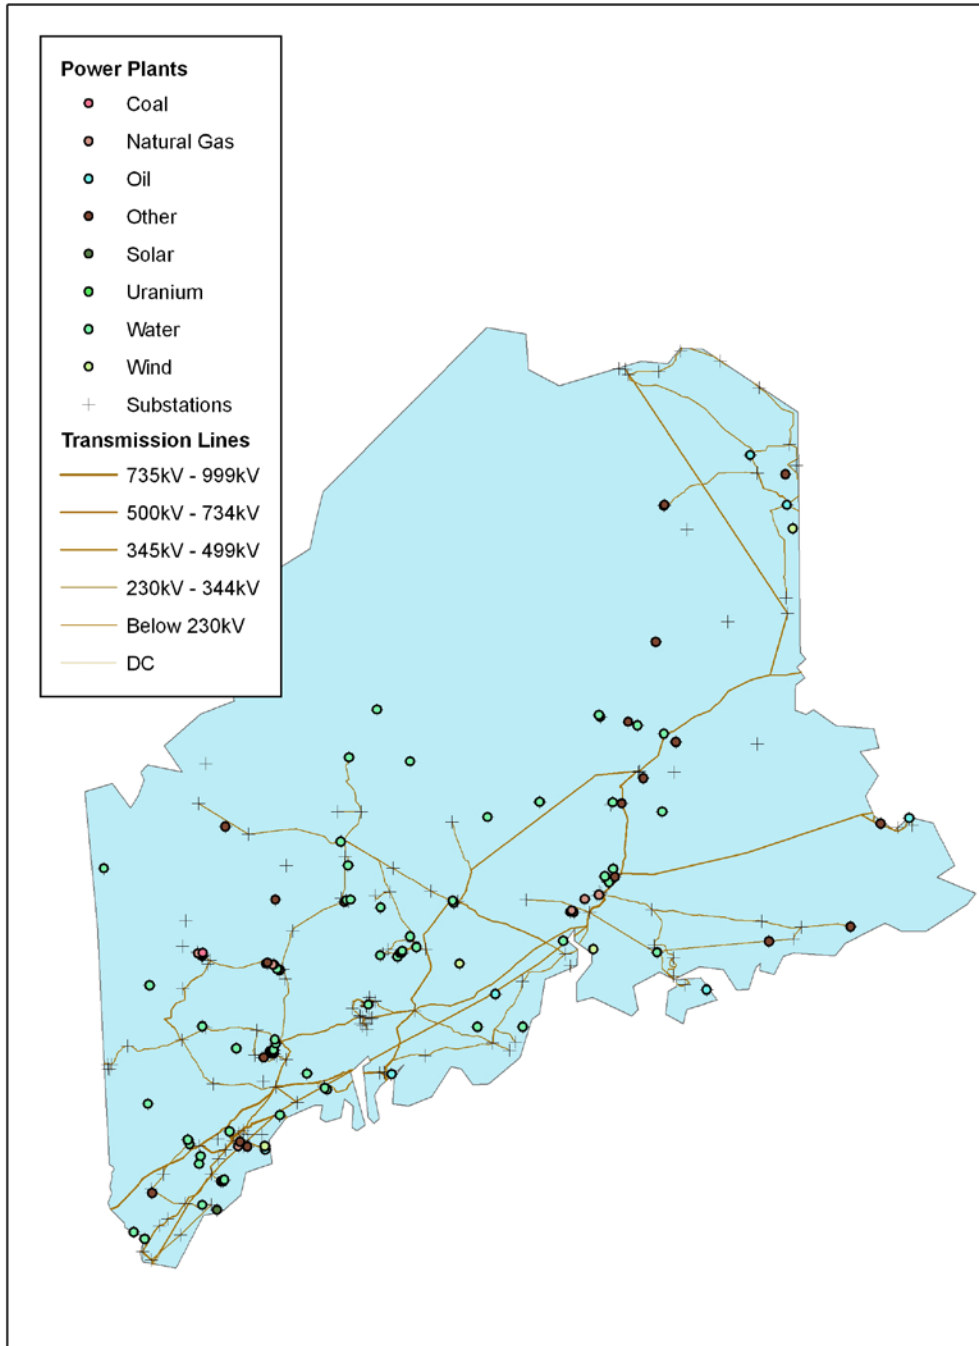 Power Plants
Coal
Natural Gas
Oil
Other
Solar
Uranium
Water
Wind
Substations
Transmission Lines
735kV - 999kV
500kV - 734kV
345kV - 499kV
230kV - 344kV
Below 230kV
DC